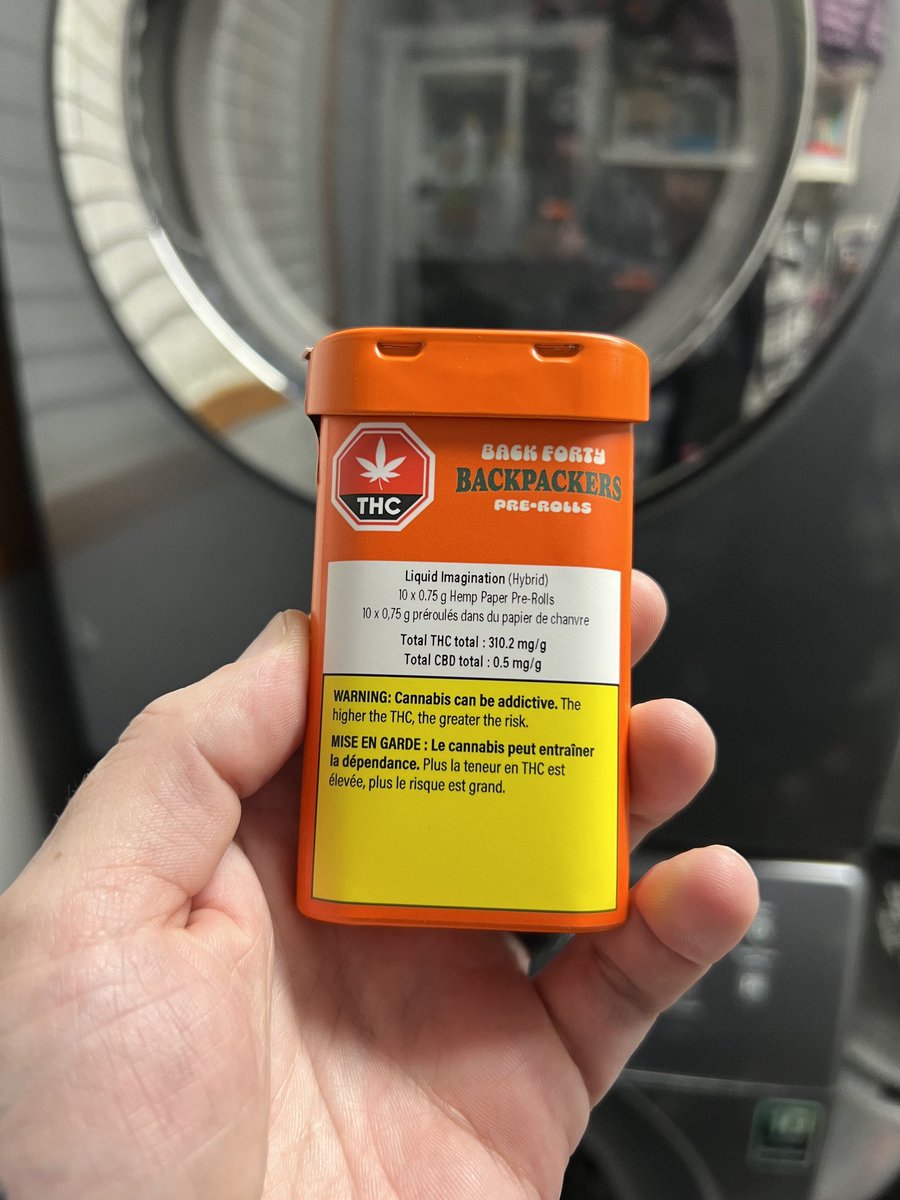 THC
BACK FORTY
BACKPACKERS
PRE-ROLLS
Liquid Imagination (Hybrid)
10 x 0.75 g Hemp Paper Pre-Rolls
10 x 0,75 g préroulés dans du papier de chanvre
Total THC total : 310.2 mg/g
Total CBD total : 0.5 mg/g
WARNING: Cannabis can be addictive. The
higher the THC, the greater the risk.
MISE EN GARDE : Le cannabis peut entraîner
la dépendance. Plus la teneur en THC est
élevée, plus le risque est grand.